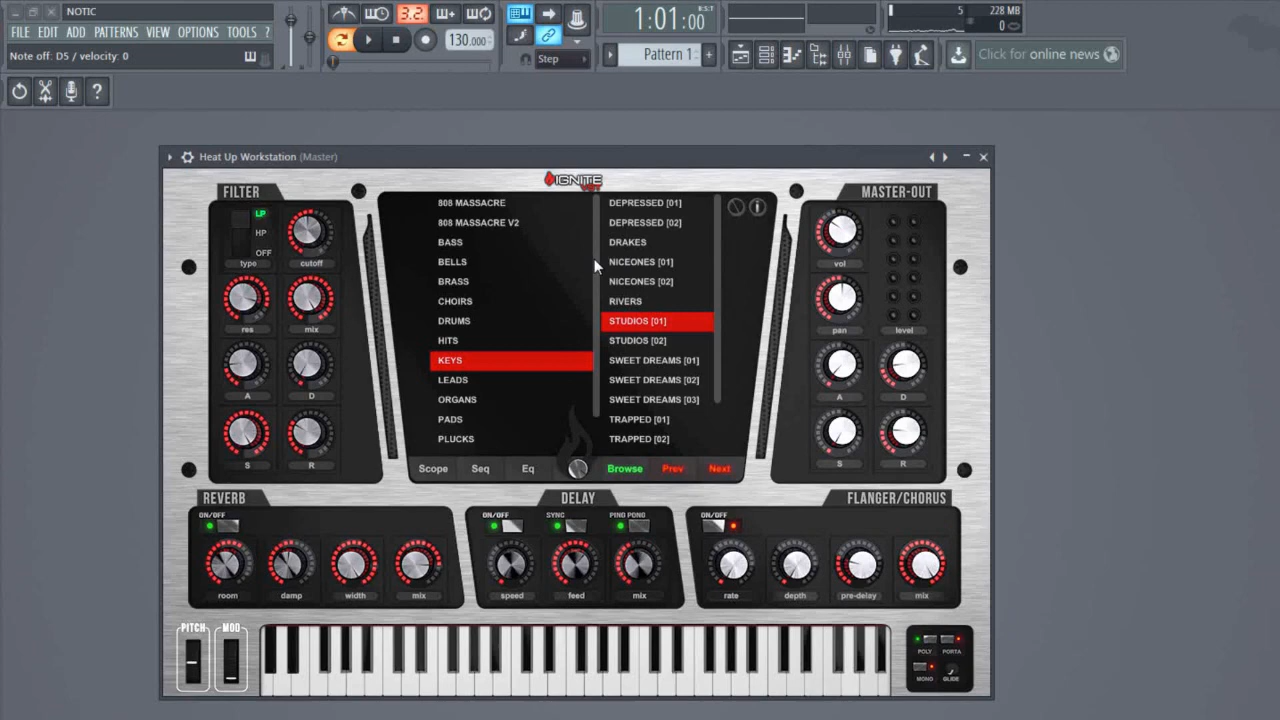 NOTIC
FILE EDIT ADD PATTERNS VIEW OPTIONS TOOLS ?
Note off: D5 / velocity: 0
3.2.
130.000
1:01:00
B:S:T
Step
Pattern 1
5
228 MB
0
Click for online news
?
Heat Up Workstation (Master)
IGNITE
VST
FILTER
LP
HP
OFF
type
cutoff
res
mix
A
D
S
R
808 MASSACRE
808 MASSACRE V2
BASS
BELLS
BRASS
CHOIRS
DRUMS
HITS
KEYS
LEADS
ORGANS
PADS
PLUCKS
DEPRESSED [01]
DEPRESSED [02]
DRAKES
NICEONES [01]
NICEONES [02]
RIVERS
STUDIOS [01]
STUDIOS [02]
SWEET DREAMS [01]
SWEET DREAMS [02]
SWEET DREAMS [03]
TRAPPED [01]
TRAPPED [02]
Scope Seq Eq Browse Prev Next
MASTER-OUT
vol
pan
level
A
D
S
R
REVERB
ON/OFF
room damp width mix
DELAY
ON/OFF SYNC PING PONG
speed feed mix
FLANGER/CHORUS
ON/OFF
rate depth pre-delay mix
PITCH MOD
POLY PORTA
MONO GLIDE